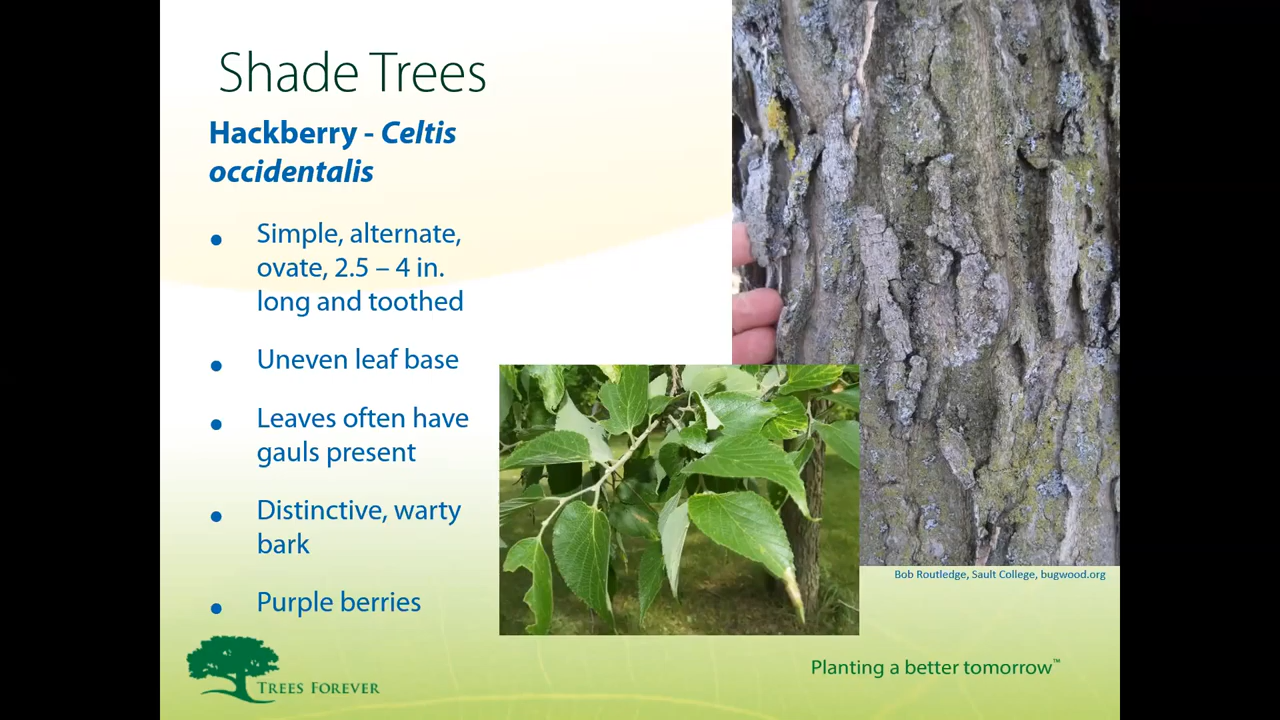 Shade Trees
Hackberry - Celtis
occidentalis
• Simple, alternate,
ovate, 2.5 – 4 in.
long and toothed
• Uneven leaf base
• Leaves often have
gauls present
• Distinctive, warty
bark
• Purple berries
Bob Routledge, Sault College, bugwood.org
Trees Forever
Planting a better tomorrow™